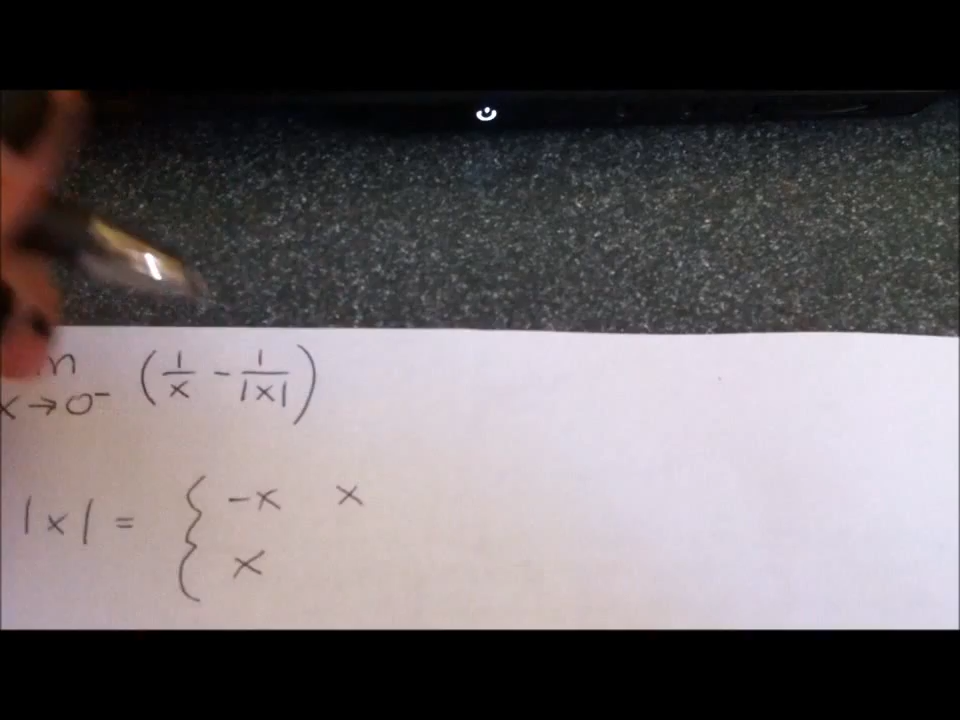 x → 0⁻ (1/x - 1/|x|)
|x| = { -x x
x